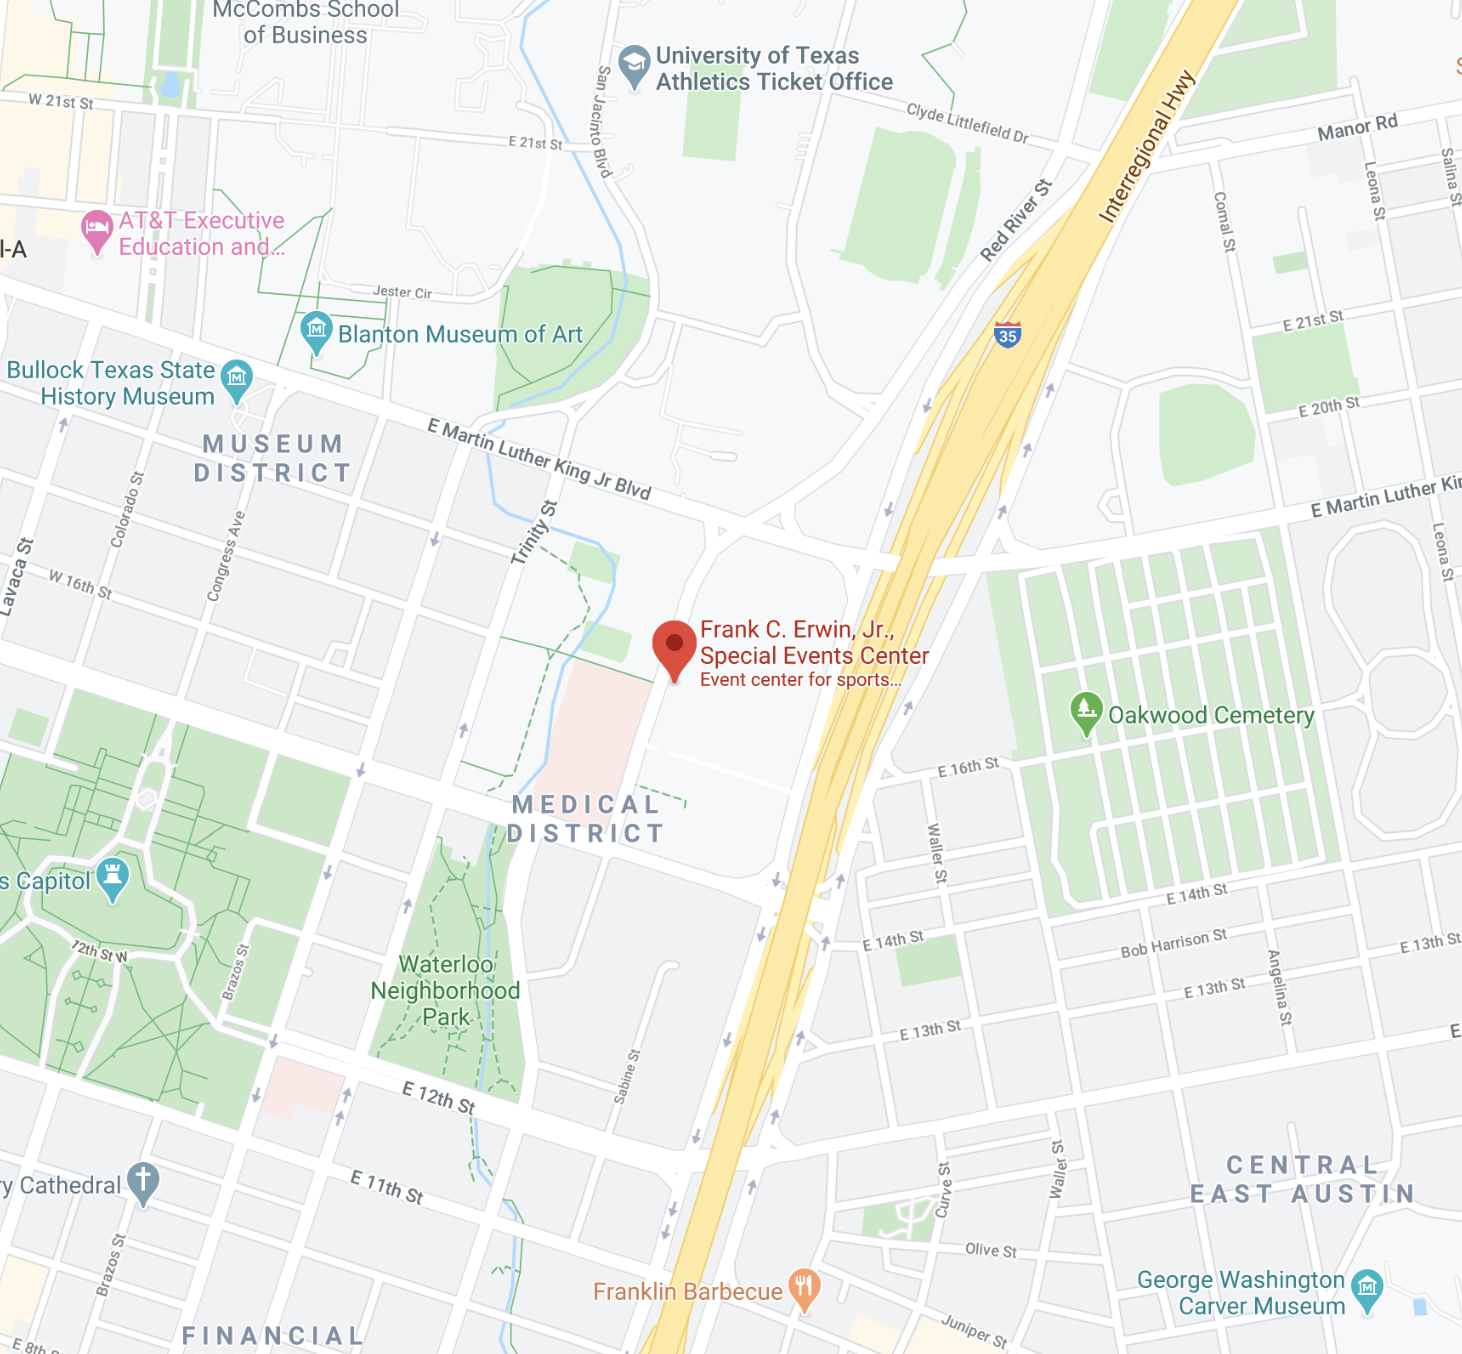 McCombs School
of Business
University of Texas
Athletics Ticket Office
San Jacinto Blvd
Interregional Hwy
W 21st St
E 21st St
Clyde Littlefield Dr
Manor Rd
Leona St
Salina St
Comal St
Red River St
AT&T Executive
Education and...
I-A
Jester Cir
Blanton Museum of Art
35
E 21st St
Bullock Texas State
History Museum
E 20th St
MUSEUM
DISTRICT
E Martin Luther King Jr Blvd
E Martin Luther Kin
Colorado St
Congress Ave
Trinity St
Lavaca St
W 16th St
Leona St
Frank C. Erwin, Jr.,
Special Events Center
Event center for sports...
Oakwood Cemetery
E 16th St
MEDICAL
DISTRICT
Waller St
s Capitol
E 14th St
E 14th St
Bob Harrison St
E 13th St
12th St W
Brazos St
Waterloo
Neighborhood
Park
Angelina St
E 13th St
E 13th St
E
Sabine St
E 12th St
CENTRAL
EAST AUSTIN
ry Cathedral
E 11th St
Curve St
Waller St
Brazos St
Olive St
Franklin Barbecue
George Washington
Carver Museum
Juniper St
FINANCIAL
E 8th St